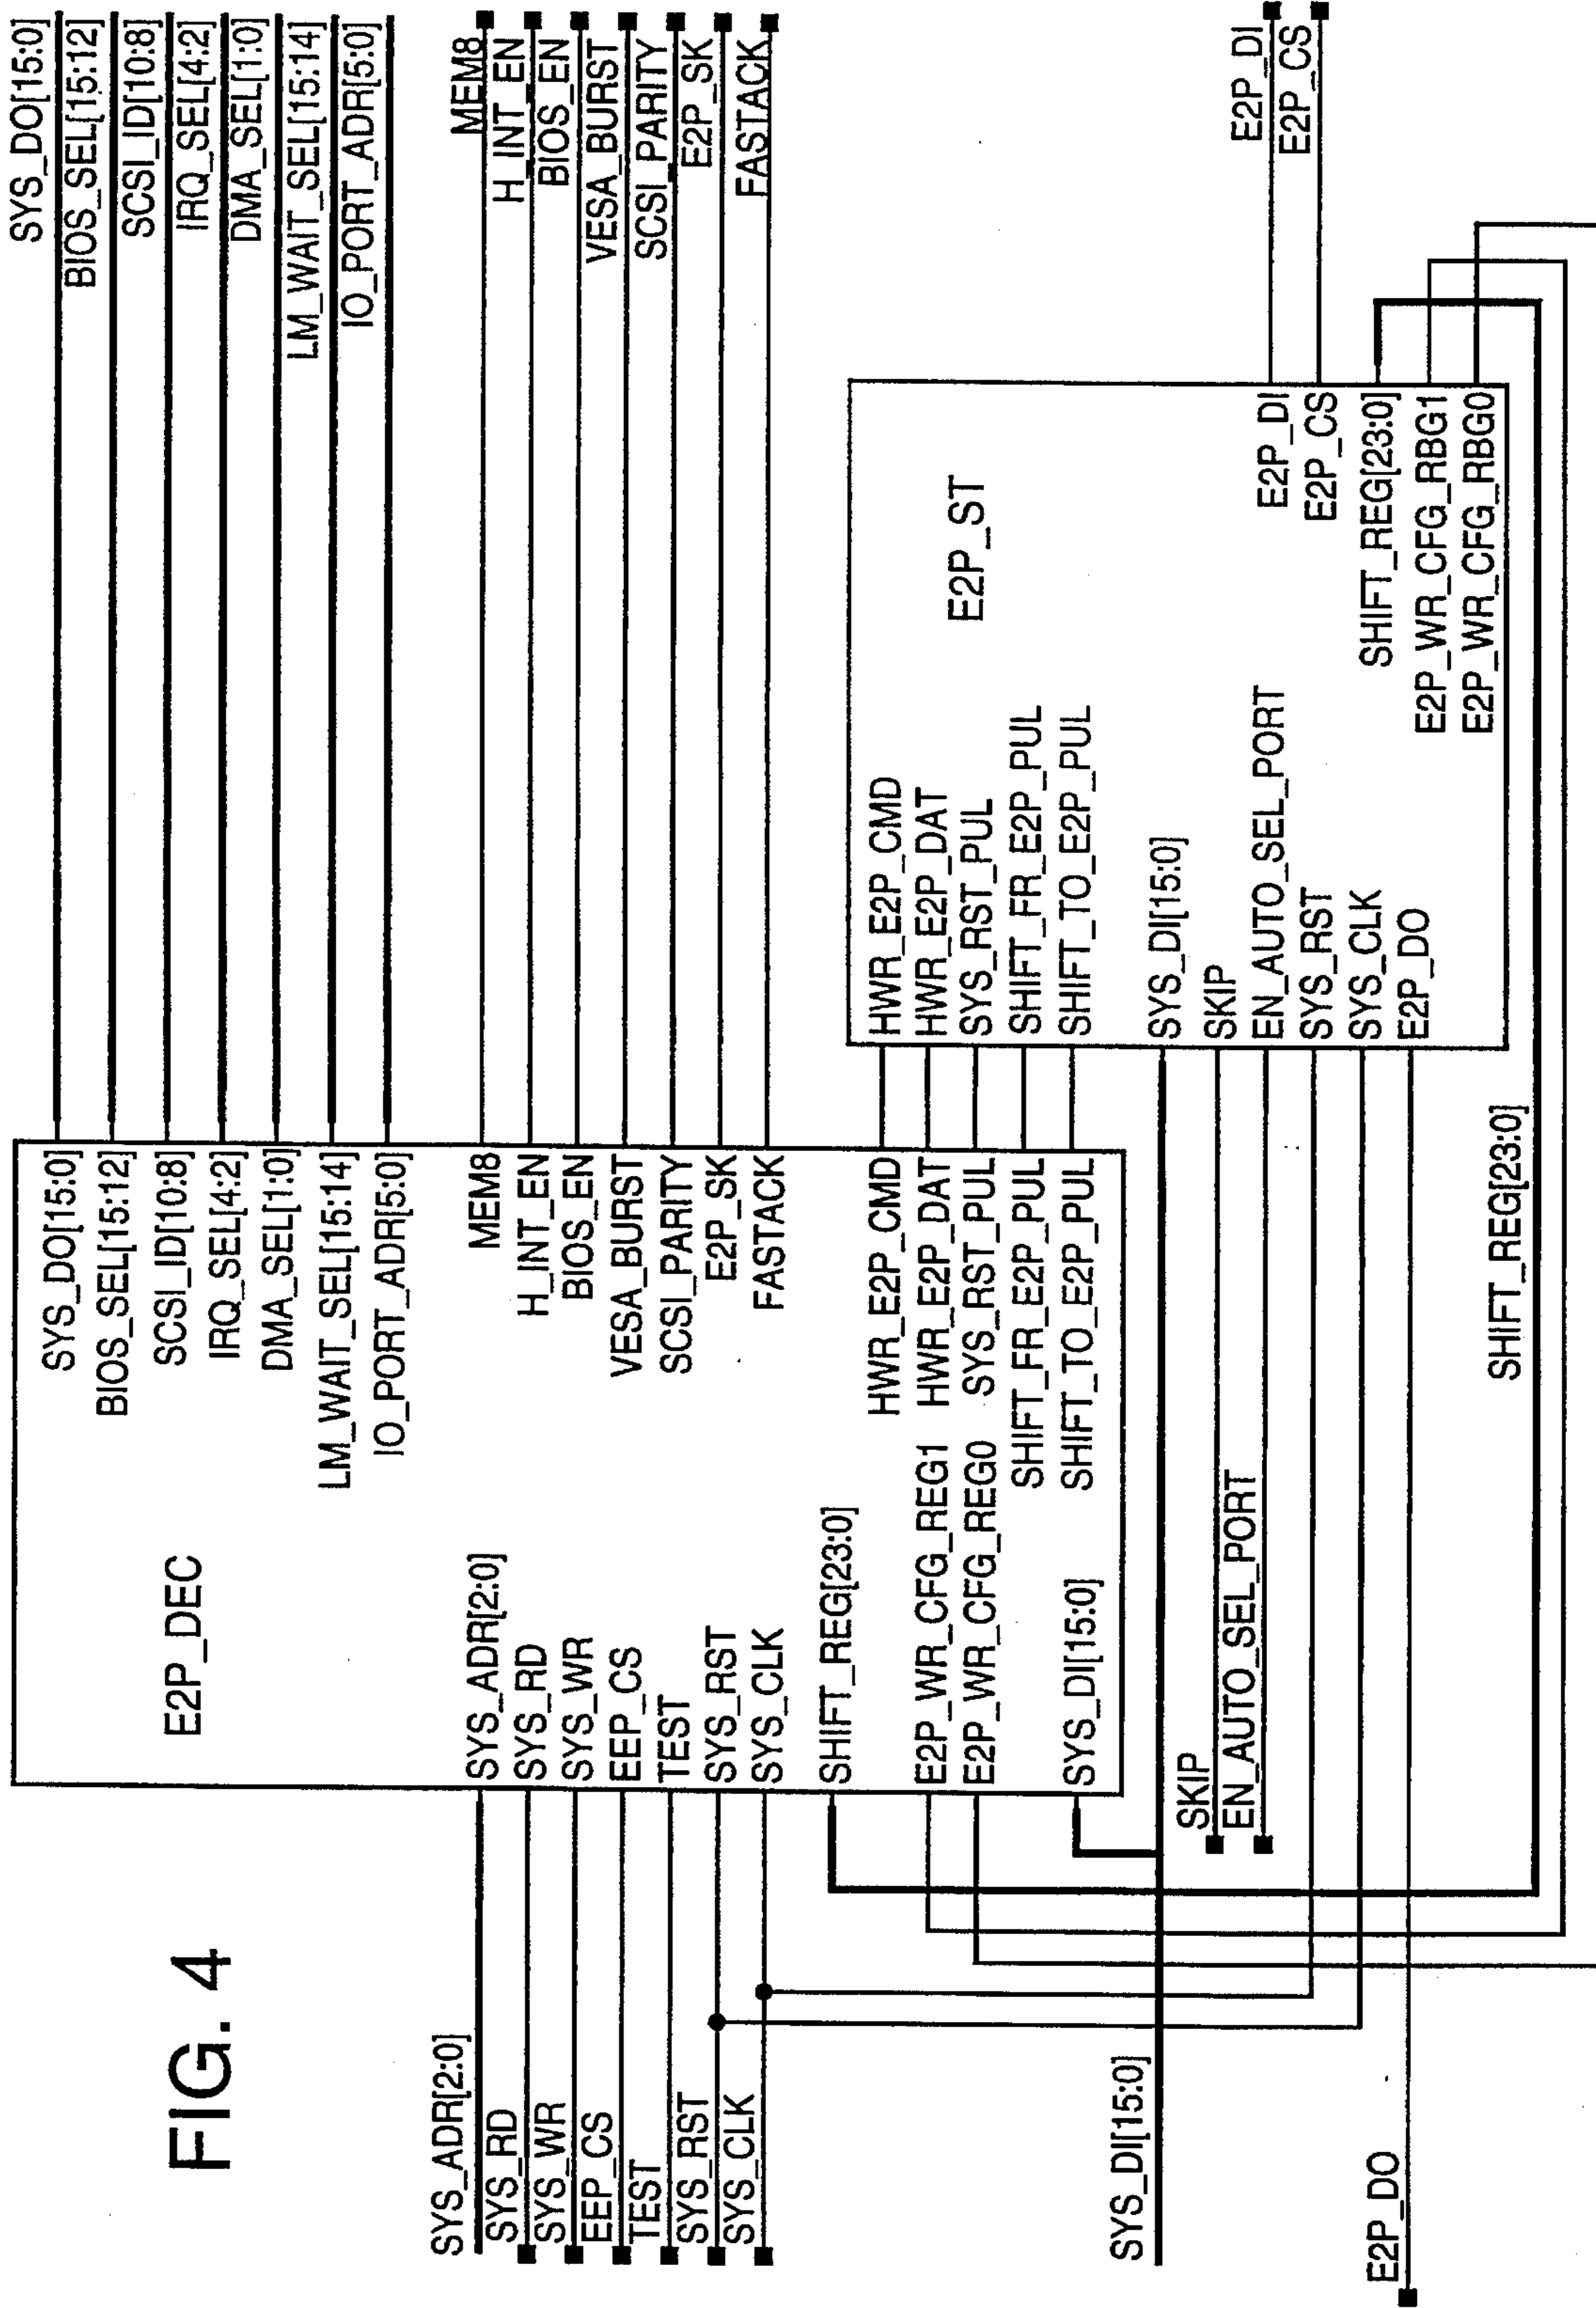 FIG. 4
SYS_ADR[2:0]
SYS_RD
SYS_WR
EEP_CS
TEST
SYS_RST
SYS_CLK
SYS_DI[15:0]
E2P_DO
SKIP
EN_AUTO_SEL_PORT
E2P_DEC
SYS_ADR[2:0]
SYS_RD
SYS_WR
EEP_CS
TEST
SYS_RST
SYS_CLK
SHIFT_REG[23:0]
E2P_WR_CFG_REG1
E2P_WR_CFG_REG0
SYS_DI[15:0]
SYS_DO[15:0]
BIOS_SEL[15:12]
SCSI_ID[10:8]
IRQ_SEL[4:2]
DMA_SEL[1:0]
LM_WAIT_SEL[15:14]
IO_PORT_ADR[5:0]
MEM8
H_INT_EN
BIOS_EN
VESA_BURST
SCSI_PARITY
E2P_SK
FASTACK
HWR_E2P_CMD
HWR_E2P_DAT
SYS_RST_PUL
SHIFT_FR_E2P_PUL
SHIFT_TO_E2P_PUL
SHIFT_REG[23:0]
E2P_ST
HWR_E2P_CMD
HWR_E2P_DAT
SYS_RST_PUL
SHIFT_FR_E2P_PUL
SHIFT_TO_E2P_PUL
SYS_DI[15:0]
SKIP
EN_AUTO_SEL_PORT
SYS_RST
SYS_CLK
E2P_DO
E2P_DI
E2P_CS
SHIFT_REG[23:0]
E2P_WR_CFG_RBG1
E2P_WR_CFG_RBG0
SYS_DO[15:0]
BIOS_SEL[15:12]
SCSI_ID[10:8]
IRQ_SEL[4:2]
DMA_SEL[1:0]
LM_WAIT_SEL[15:14]
IO_PORT_ADR[5:0]
MEM8
H_INT_EN
BIOS_EN
VESA_BURST
SCSI_PARITY
E2P_SK
FASTACK
E2P_DI
E2P_CS